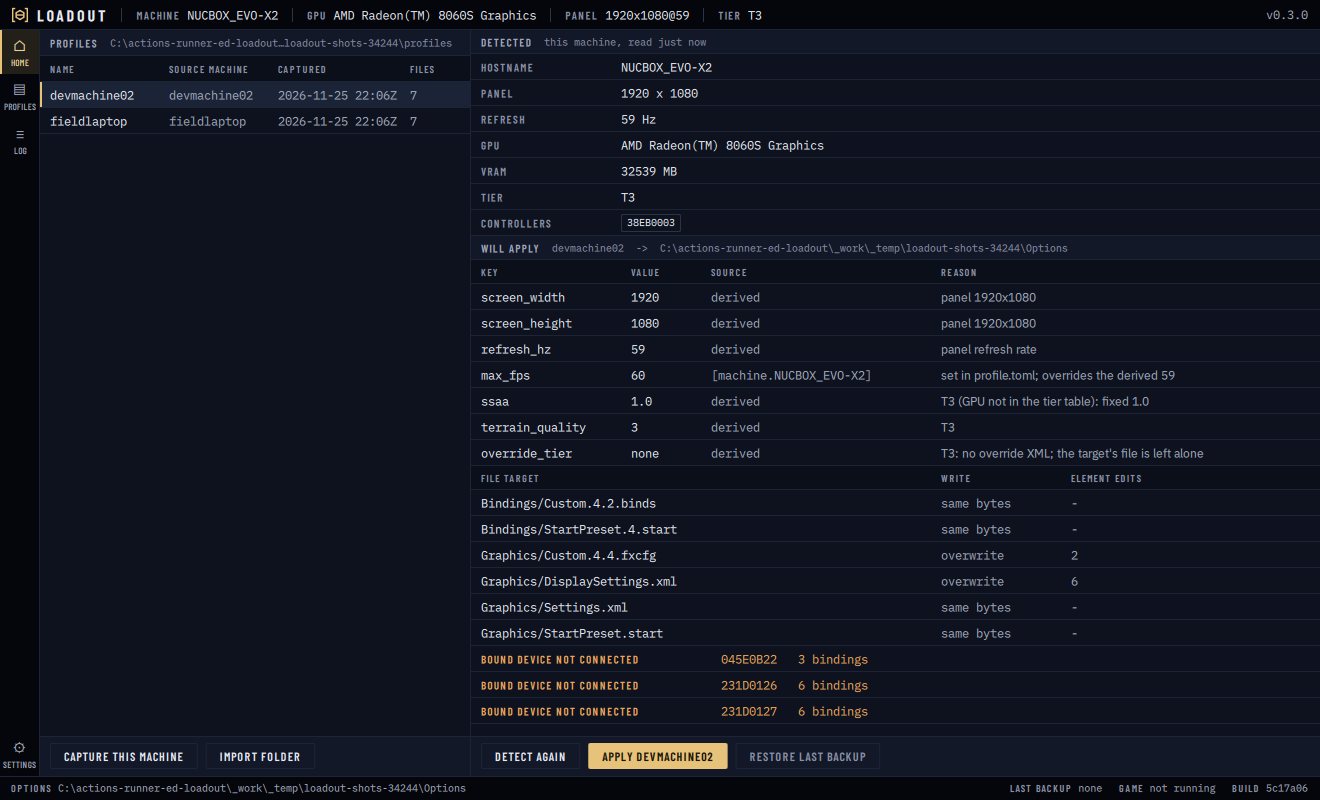 LOADOUT MACHINE NUCBOX_EVO-X2 GPU AMD Radeon(TM) 8060S Graphics PANEL 1920x1080@59 TIER T3 v0.3.0
HOME
PROFILES
LOG
SETTINGS
PROFILES C:\actions-runner-ed-loadout…loadout-shots-34244\profiles
NAME SOURCE MACHINE CAPTURED FILES
devmachine02 devmachine02 2026-11-25 22:06Z 7
fieldlaptop fieldlaptop 2026-11-25 22:06Z 7
CAPTURE THIS MACHINE IMPORT FOLDER
DETECTED this machine, read just now
HOSTNAME NUCBOX_EVO-X2
PANEL 1920 x 1080
REFRESH 59 Hz
GPU AMD Radeon(TM) 8060S Graphics
VRAM 32539 MB
TIER T3
CONTROLLERS 38EB0003
WILL APPLY devmachine02 -> C:\actions-runner-ed-loadout\_work\_temp\loadout-shots-34244\Options
KEY VALUE SOURCE REASON
screen_width 1920 derived panel 1920x1080
screen_height 1080 derived panel 1920x1080
refresh_hz 59 derived panel refresh rate
max_fps 60 [machine.NUCBOX_EVO-X2] set in profile.toml; overrides the derived 59
ssaa 1.0 derived T3 (GPU not in the tier table): fixed 1.0
terrain_quality 3 derived T3
override_tier none derived T3: no override XML; the target's file is left alone
FILE TARGET WRITE ELEMENT EDITS
Bindings/Custom.4.2.binds same bytes -
Bindings/StartPreset.4.start same bytes -
Graphics/Custom.4.4.fxcfg overwrite 2
Graphics/DisplaySettings.xml overwrite 6
Graphics/Settings.xml same bytes -
Graphics/StartPreset.start same bytes -
BOUND DEVICE NOT CONNECTED 045E0B22 3 bindings
BOUND DEVICE NOT CONNECTED 231D0126 6 bindings
BOUND DEVICE NOT CONNECTED 231D0127 6 bindings
DETECT AGAIN APPLY DEVMACHINE02 RESTORE LAST BACKUP
OPTIONS C:\actions-runner-ed-loadout\_work\_temp\loadout-shots-34244\Options LAST BACKUP none GAME not running BUILD 5c17a06